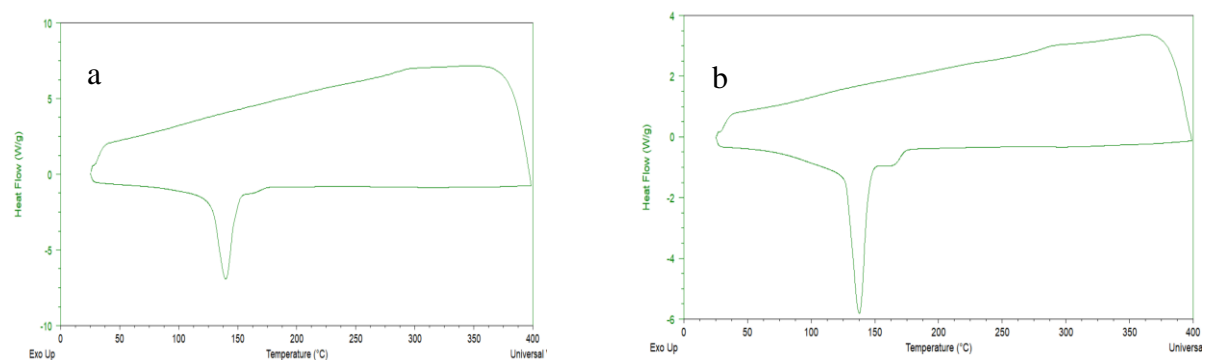 a
10
5
0
-5
-10
Heat Flow (W/g)
0 50 100 150 200 250 300 350 400
Exo Up Temperature (°C) Universal
b
4
2
0
-2
-4
-6
Heat Flow (W/g)
0 50 100 150 200 250 300 350 400
Exo Up Temperature (°C) Universa